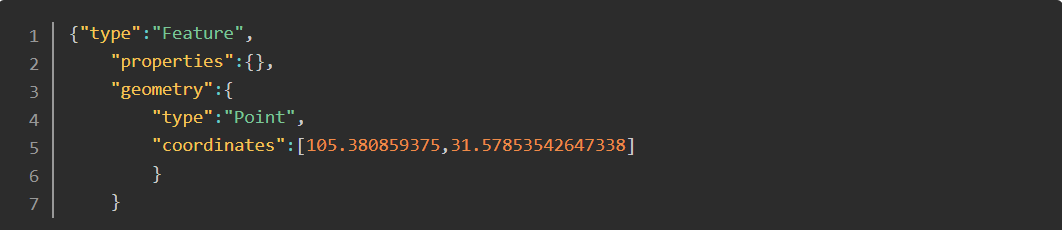 1 {"type":"Feature",
2 "properties":{},
3 "geometry":{
4 "type":"Point",
5 "coordinates":[105.380859375,31.57853542647338]
6 }
7 }